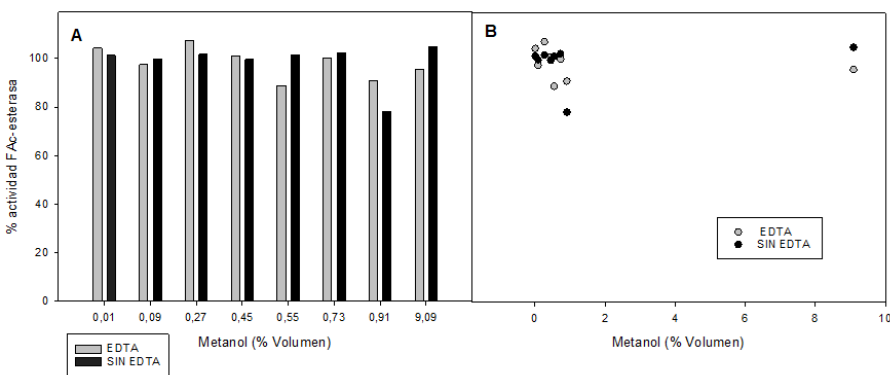 A
% actividad FAc-esterasa
100
80
60
40
20
0
0,01 0,09 0,27 0,45 0,55 0,73 0,91 9,09
Metanol (% Volumen)
EDTA
SIN EDTA
B
EDTA
SIN EDTA
0 2 4 6 8 10
Metanol (% Volumen)